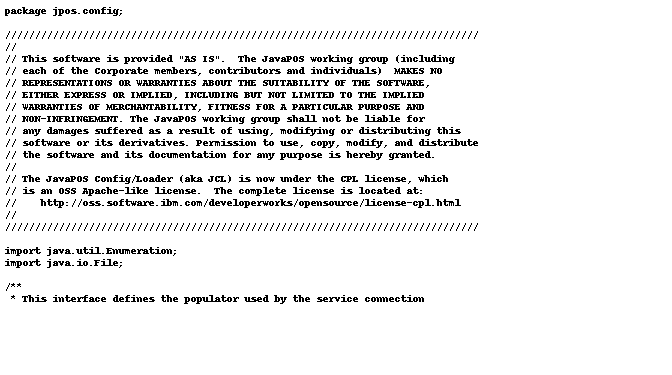 package jpos.config;
///////////////////////////////////////////////////////////////////////////////
//
// This software is provided "AS IS".  The JavaPOS working group (including
// each of the Corporate members, contributors and individuals)  MAKES NO
// REPRESENTATIONS OR WARRANTIES ABOUT THE SUITABILITY OF THE SOFTWARE,
// EITHER EXPRESS OR IMPLIED, INCLUDING BUT NOT LIMITED TO THE IMPLIED
// WARRANTIES OF MERCHANTABILITY, FITNESS FOR A PARTICULAR PURPOSE AND
// NON-INFRINGEMENT. The JavaPOS working group shall not be liable for
// any damages suffered as a result of using, modifying or distributing this
// software or its derivatives. Permission to use, copy, modify, and distribute
// the software and its documentation for any purpose is hereby granted.
//
// The JavaPOS Config/Loader (aka JCL) is now under the CPL license, which
// is an OSS Apache-like license.  The complete license is located at:
//    http://oss.software.ibm.com/developerworks/opensource/license-cpl.html
//
///////////////////////////////////////////////////////////////////////////////
import java.util.Enumeration;
import java.io.File;
/**
 * This interface defines the populator used by the service connection